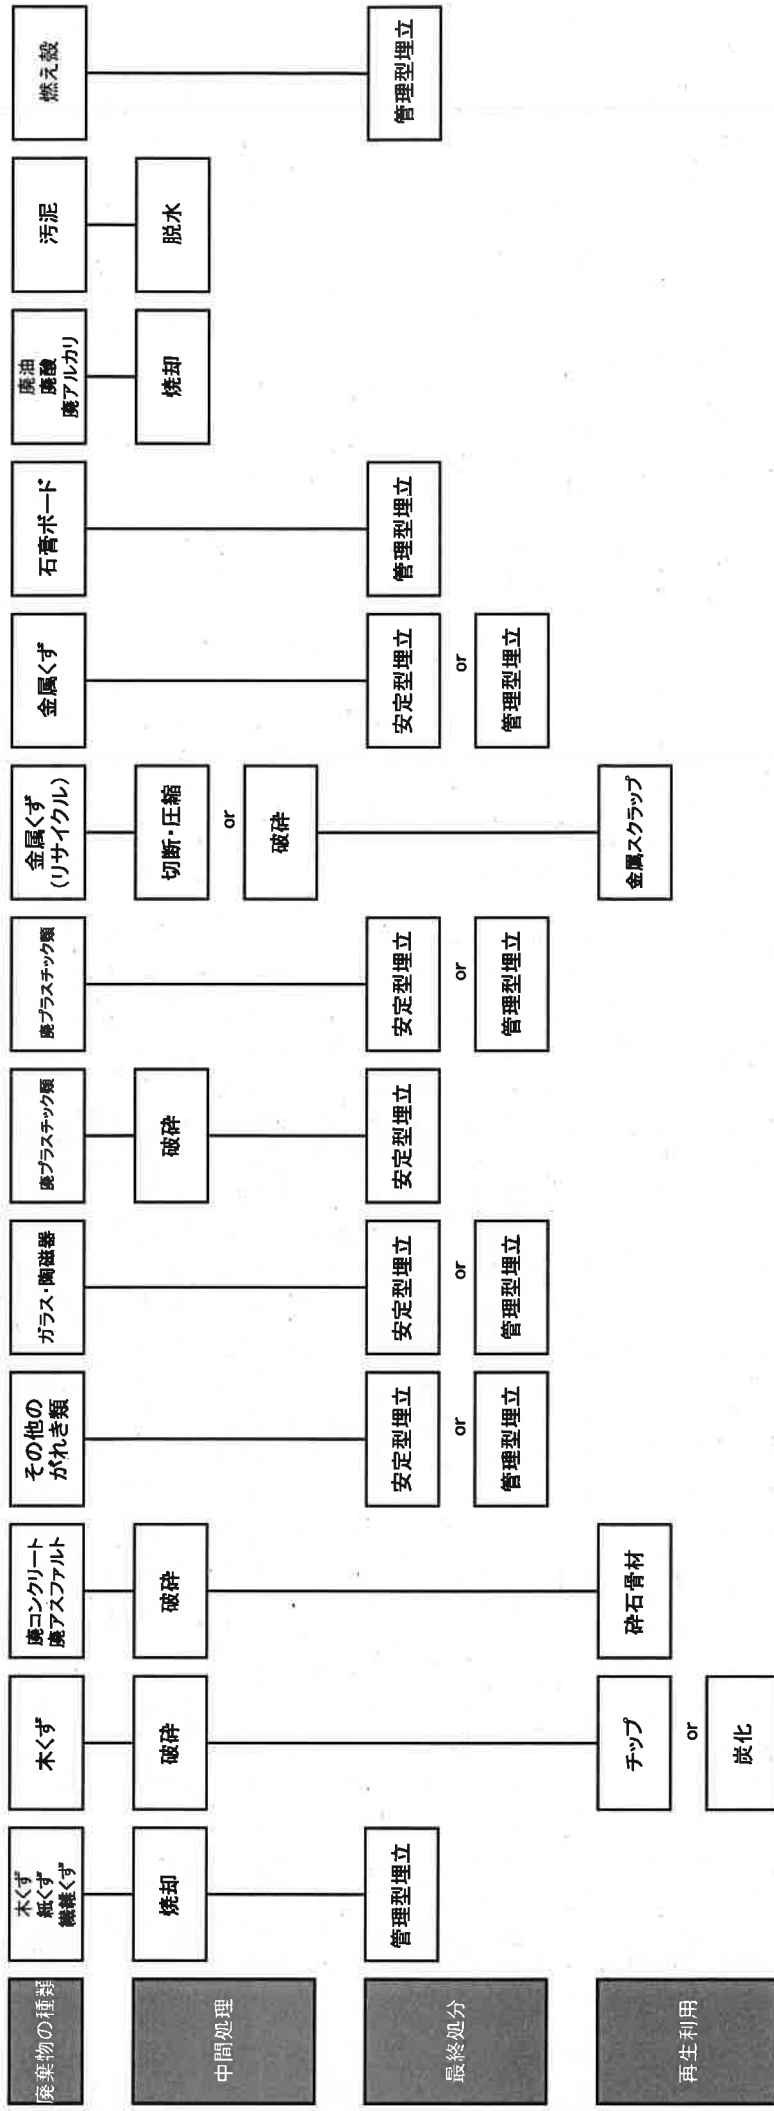 廃棄物の種類
木くず
紙くず
繊維くず
木くず
廃コンクリート
廃アスファルト
その他の
がれき類
ガラス・陶磁器
廃プラスチック類
廃プラスチック類
金属くず
(リサイクル)
金属くず
石膏ボード
廃油
廃酸
廃アルカリ
汚泥
燃え殻
中間処理
焼却
破砕
破砕
破砕
切断・圧縮
or
破砕
焼却
脱水
最終処分
管理型埋立
安定型埋立
or
管理型埋立
安定型埋立
or
管理型埋立
安定型埋立
安定型埋立
or
管理型埋立
安定型埋立
or
管理型埋立
管理型埋立
管理型埋立
再生利用
チップ
or
炭化
砕石骨材
金属スクラップ